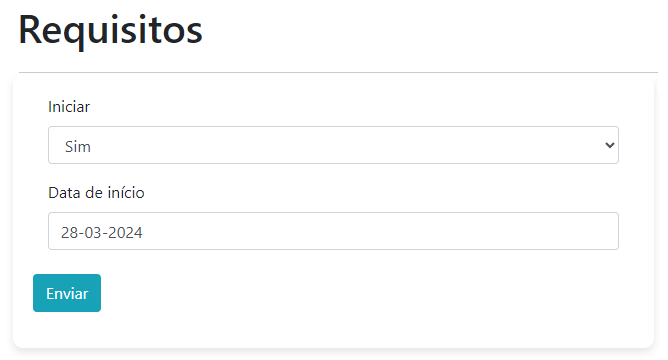 Requisitos
Iniciar
Sim
Data de início
28-03-2024
Enviar